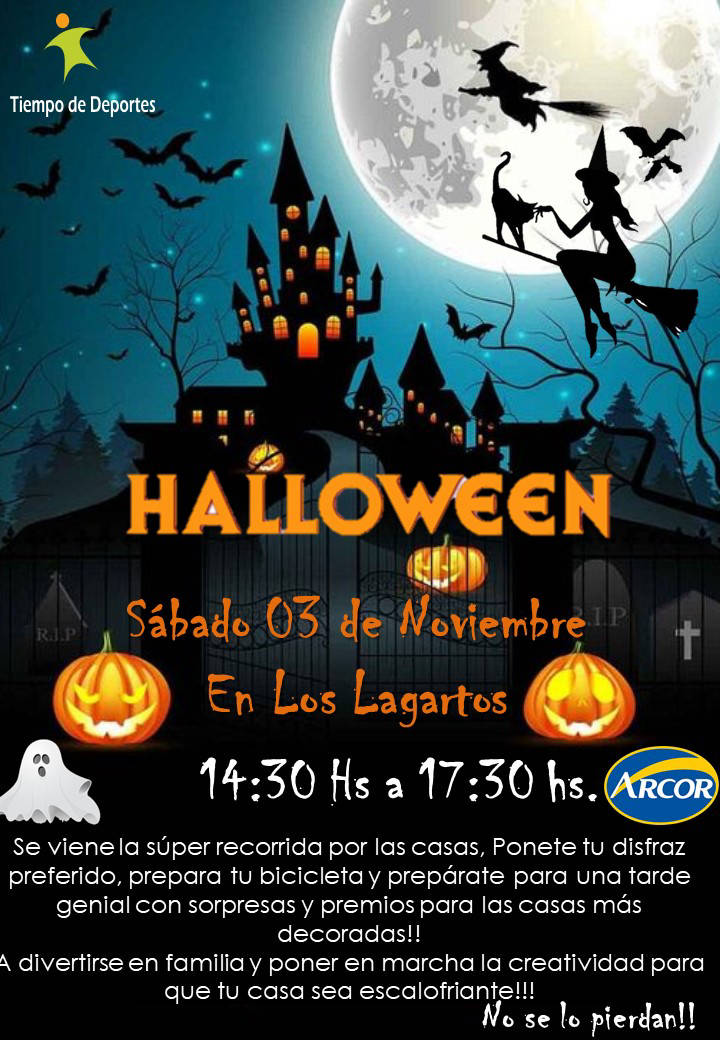 Tiempo de Deportes
HALLOWEEN
Sábado 03 de Noviembre
R.I.P
R.I.P
En Los Lagartos
14:30 Hs a 17:30 hs.
ARCOR
Se viene la súper recorrida por las casas, Ponete tu disfraz
preferido, prepara tu bicicleta y prepárate para una tarde
genial con sorpresas y premios para las casas más
decoradas!!
A divertirse en familia y poner en marcha la creatividad para
que tu casa sea escalofriante!!!
No se lo pierdan!!